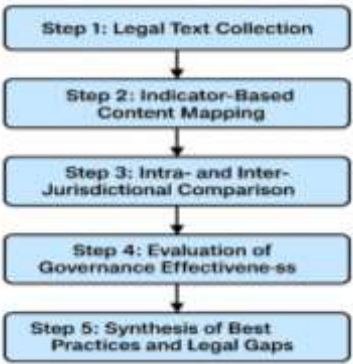 Step 1: Legal Text Collection
Step 2: Indicator-Based
Content Mapping
Step 3: Intra- and Inter-
Jurisdictional Comparison
Step 4: Evaluation of
Governance Effectivene-ss
Step 5: Synthesis of Best
Practices and Legal Gaps